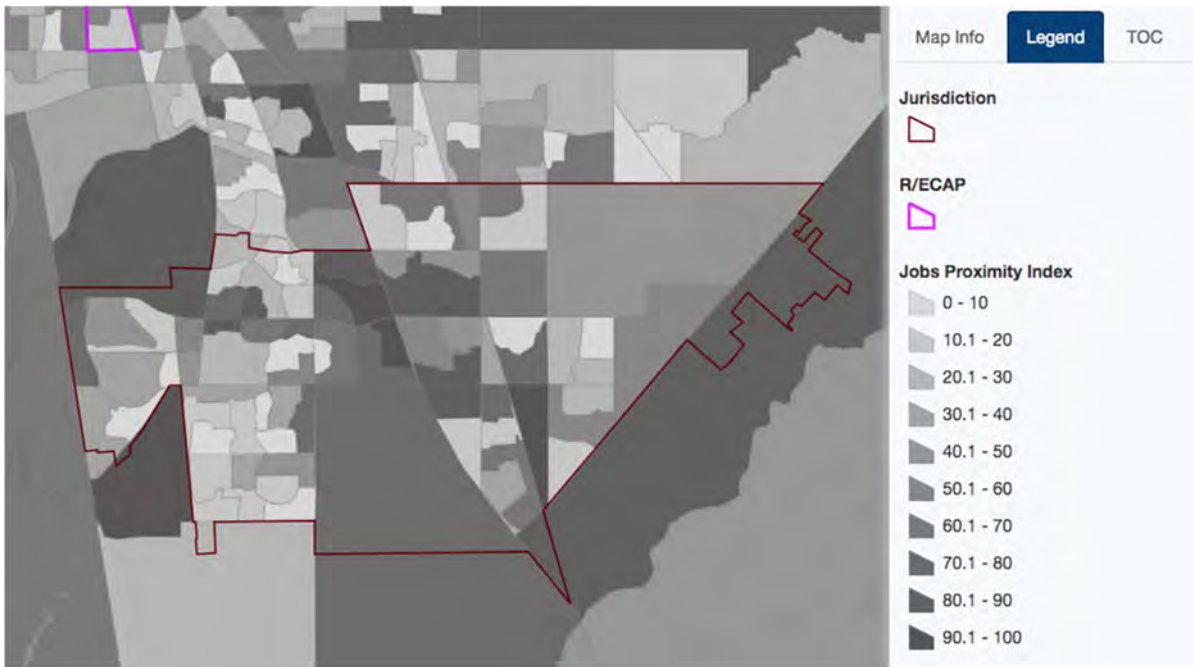 Map Info Legend TOC
Jurisdiction
R/ECAP
Jobs Proximity Index
0 - 10
10.1 - 20
20.1 - 30
30.1 - 40
40.1 - 50
50.1 - 60
60.1 - 70
70.1 - 80
80.1 - 90
90.1 - 100